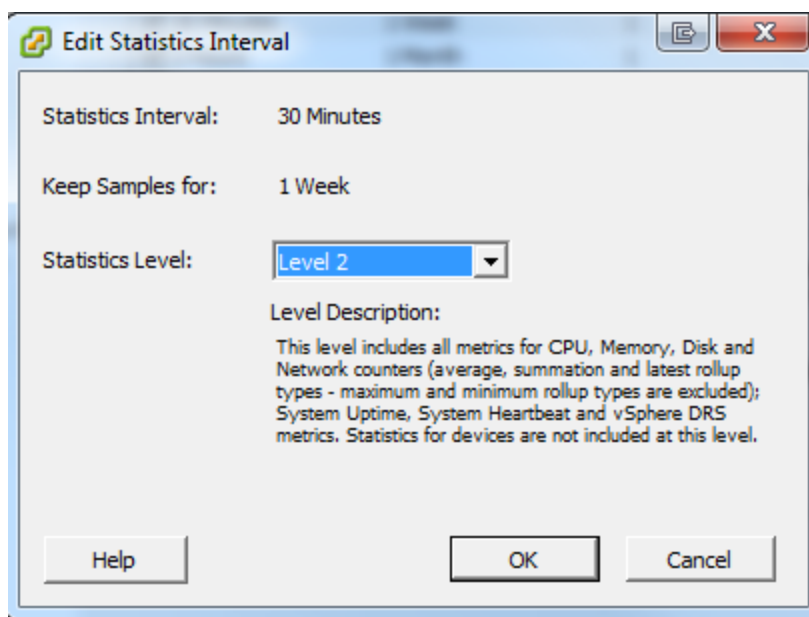 Edit Statistics Interval
Statistics Interval: 30 Minutes
Keep Samples for: 1 Week
Statistics Level: Level 2
Level Description:
This level includes all metrics for CPU, Memory, Disk and
Network counters (average, summation and latest rollup
types - maximum and minimum rollup types are excluded);
System Uptime, System Heartbeat and vSphere DRS
metrics. Statistics for devices are not included at this level.
Help OK Cancel